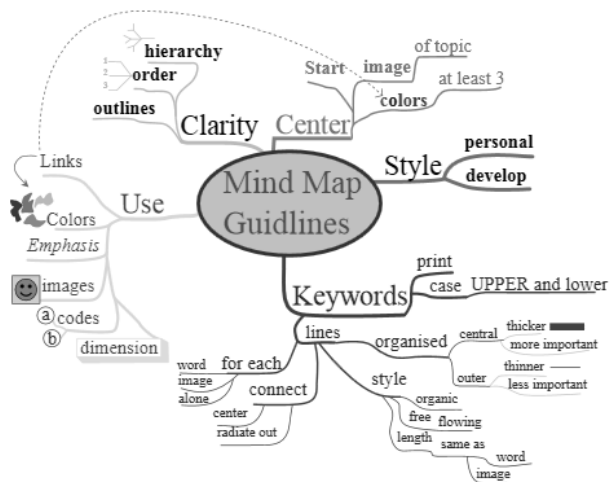 Mind Map
Guidlines
Center
Start
image
of topic
colors
at least 3
Style
personal
develop
Keywords
print
case
UPPER and lower
lines
organised
central
thicker
more important
outer
thinner
less important
style
organic
free
flowing
length
same as
word
image
connect
center
radiate out
for each
word
image
alone
Use
Links
Colors
Emphasis
images
codes
a
b
dimension
Clarity
hierarchy
order
1
2
3
outlines